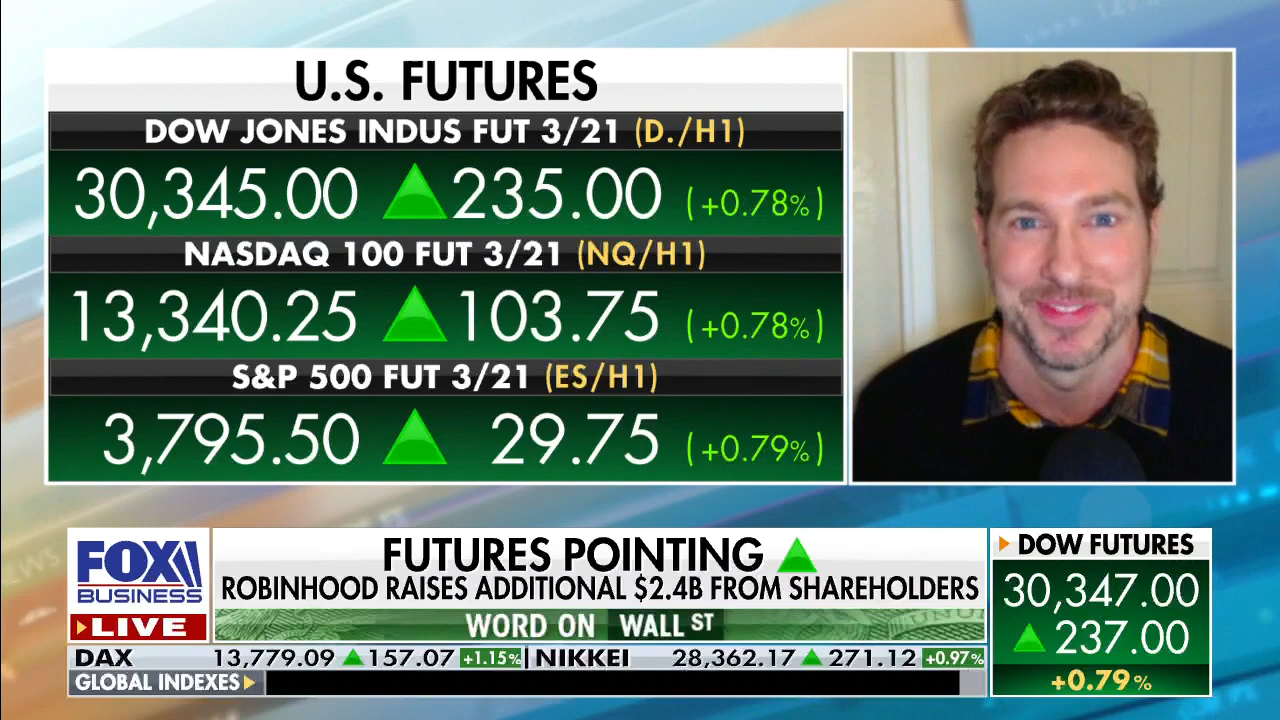 U.S. FUTURES
DOW JONES INDUS FUT 3/21 (D./H1)
30,345.00 ▲ 235.00 (+0.78%)
NASDAQ 100 FUT 3/21 (NQ/H1)
13,340.25 ▲ 103.75 (+0.78%)
S&P 500 FUT 3/21 (ES/H1)
3,795.50 ▲ 29.75 (+0.79%)
FOX
BUSINESS
LIVE
FUTURES POINTING ▲
ROBINHOOD RAISES ADDITIONAL $2.4B FROM SHAREHOLDERS
WORD ON WALL ST
DOW FUTURES
30,347.00
▲ 237.00
+0.79%
DAX 13,779.09 ▲ 157.07 +1.15% NIKKEI 28,362.17 ▲ 271.12 +0.97%
GLOBAL INDEXES